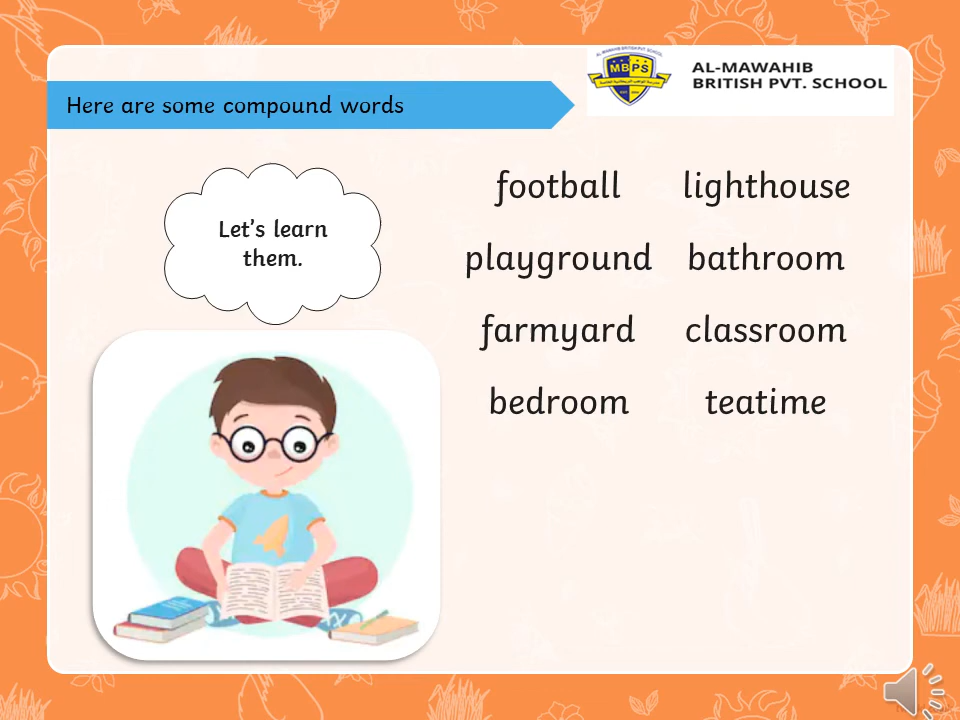 AL-MAWAHIB
BRITISH PVT. SCHOOL
MBPS
Here are some compound words
Let's learn
them.
football lighthouse
playground bathroom
farmyard classroom
bedroom teatime